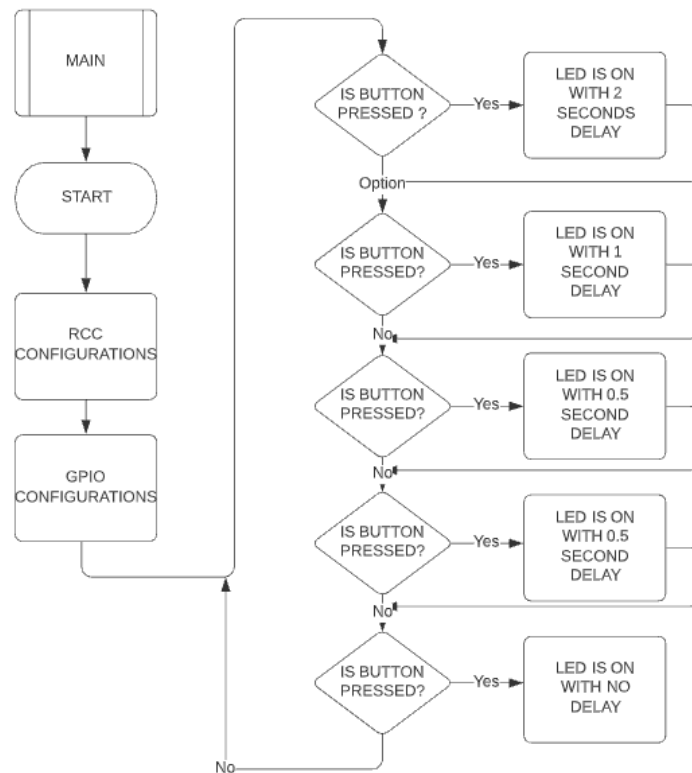 MAIN
START
RCC
CONFIGURATIONS
GPIO
CONFIGURATIONS
IS BUTTON
PRESSED ?
Yes
LED IS ON
WITH 2
SECONDS
DELAY
Option
IS BUTTON
PRESSED?
Yes
LED IS ON
WITH 1
SECOND
DELAY
No
IS BUTTON
PRESSED?
Yes
LED IS ON
WITH 0.5
SECOND
DELAY
No
IS BUTTON
PRESSED?
Yes
LED IS ON
WITH 0.5
SECOND
DELAY
No
IS BUTTON
PRESSED?
Yes
LED IS ON
WITH NO
DELAY
No